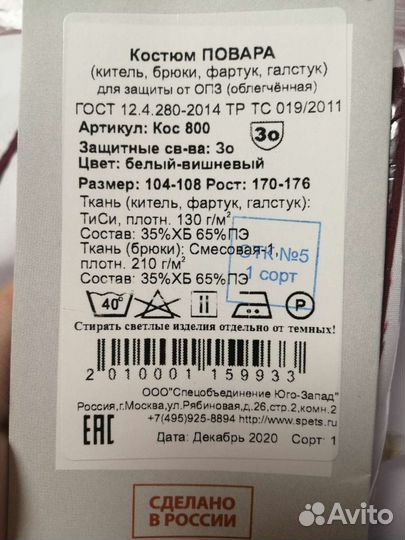 Костюм ПОВАРА
(китель, брюки, фартук, галстук)
для защиты от ОПЗ (облегчённая)
ГОСТ 12.4.280-2014 ТР ТС 019/2011
Артикул: Кос 800
Зо
Защитные св-ва: Зо
Цвет: белый-вишневый
Размер: 104-108 Рост: 170-176
Ткань (китель, фартук, галстук):
ТиСи, плотн. 130 г/м²
Состав: 35%ХБ 65%ПЭ
Ткань (брюки): Смесовая-1,
плотн. 210 г/м²
Состав: 35%ХБ 65%ПЭ
ОТК №5
1 сорт
40°
P
Стирать светлые изделия отдельно от темных!
2 010001 159933
ООО"Спецобъединение Юго-Запад"
Россия,г.Москва,ул.Рябиновая,д.26,стр.2,комн.2
+7(495)925-8894 http://www.spets.ru
ЕАС
Дата: Декабрь 2020 Сорт: 1
СДЕЛАНО
В РОССИИ
Avito